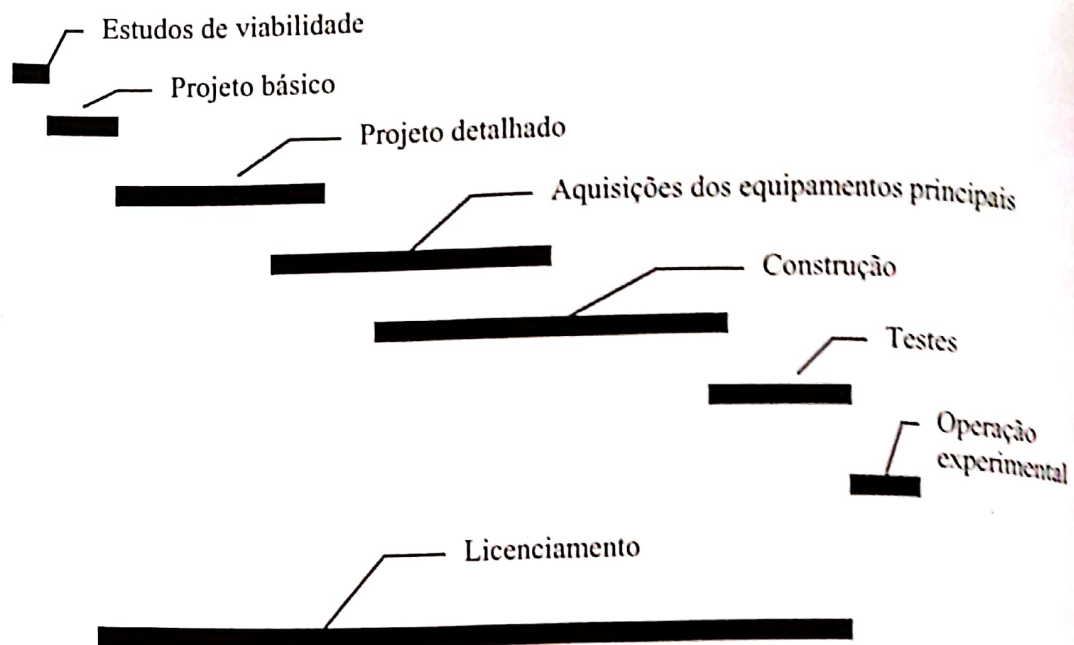 Estudos de viabilidade
Projeto básico
Projeto detalhado
Aquisições dos equipamentos principais
Construção
Testes
Operação
experimental
Licenciamento